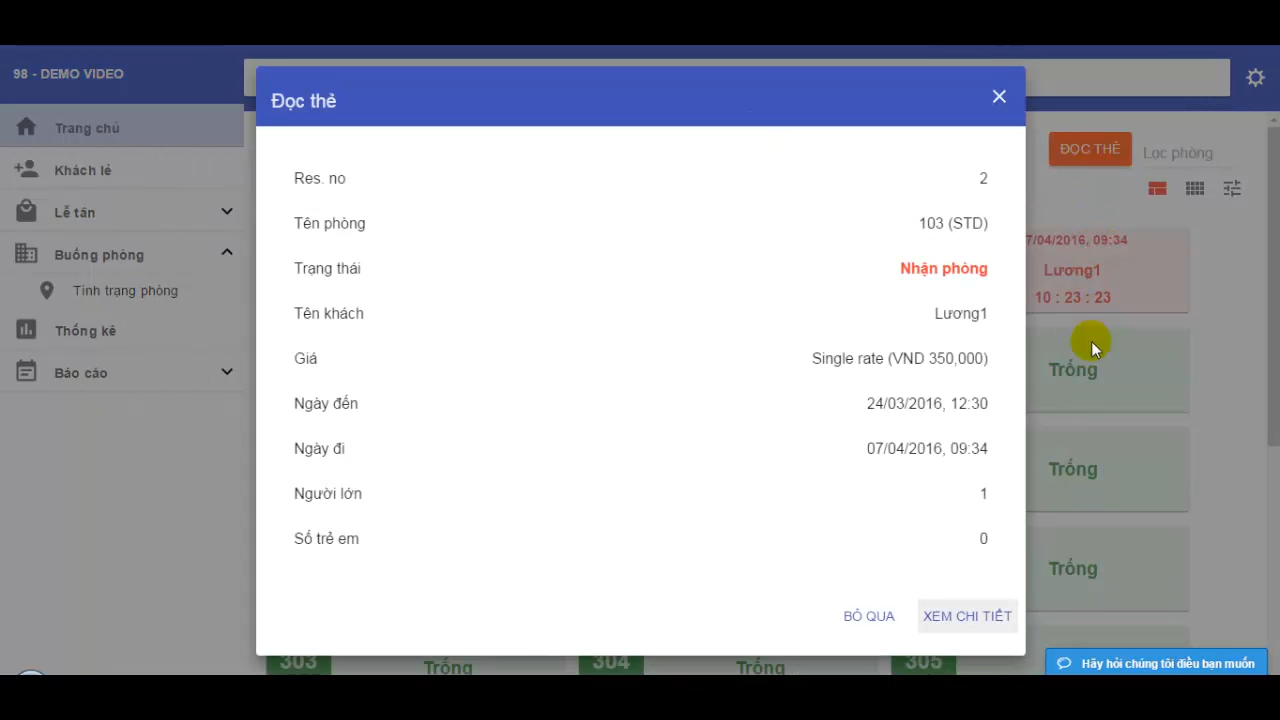 98 - DEMO VIDEO
Trang chủ
Khách lẻ
Lễ tân
Buồng phòng
Tình trạng phòng
Thống kê
Báo cáo
Đọc thẻ
Res. no 2
Tên phòng 103 (STD)
Trạng thái Nhận phòng
Tên khách Lương1
Giá Single rate (VND 350,000)
Ngày đến 24/03/2016, 12:30
Ngày đi 07/04/2016, 09:34
Người lớn 1
Số trẻ em 0
BỎ QUA XEM CHI TIẾT
ĐỌC THẺ Lọc phòng
7/04/2016, 09:34
Lương1
10 : 23 : 23
Trống
Trống
Trống
303 Trống 304 Trống 305
Hãy hỏi chúng tôi điều bạn muốn